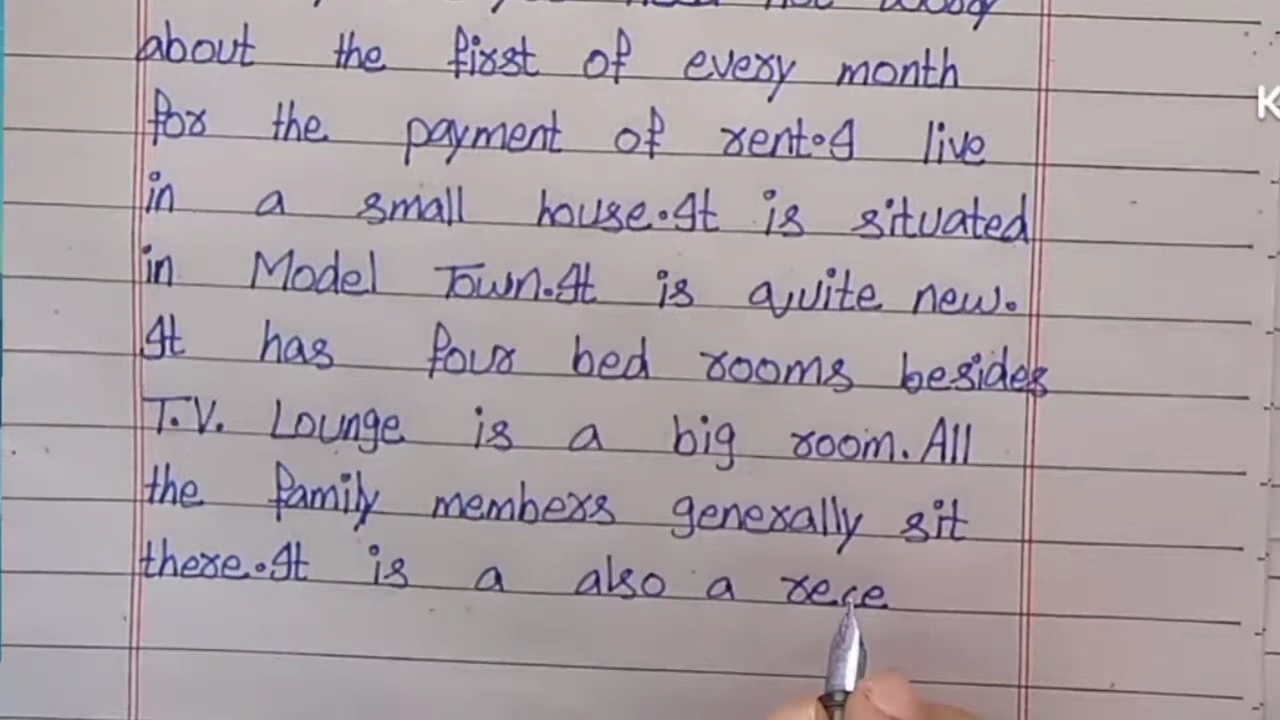 about the first of every month
for the payment of rent.I live
in a small house.It is situated
in Model Town.It is quite new.
It has four bed rooms besides
T.V. Lounge is a big room. All
the family members generally sit
there.It is a also a rece
K